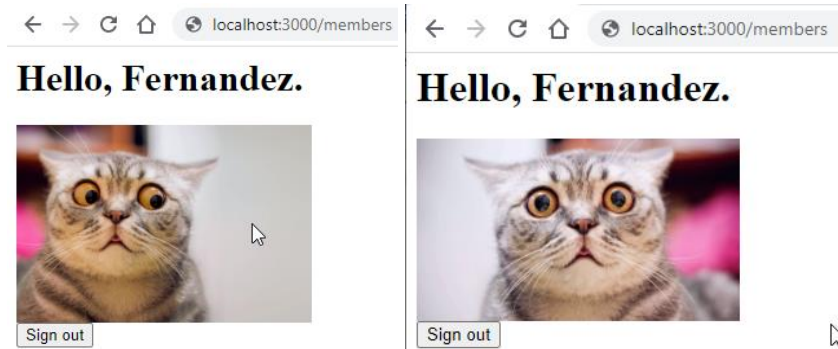 localhost:3000/members
Hello, Fernandez.
Sign out
localhost:3000/members
Hello, Fernandez.
Sign out